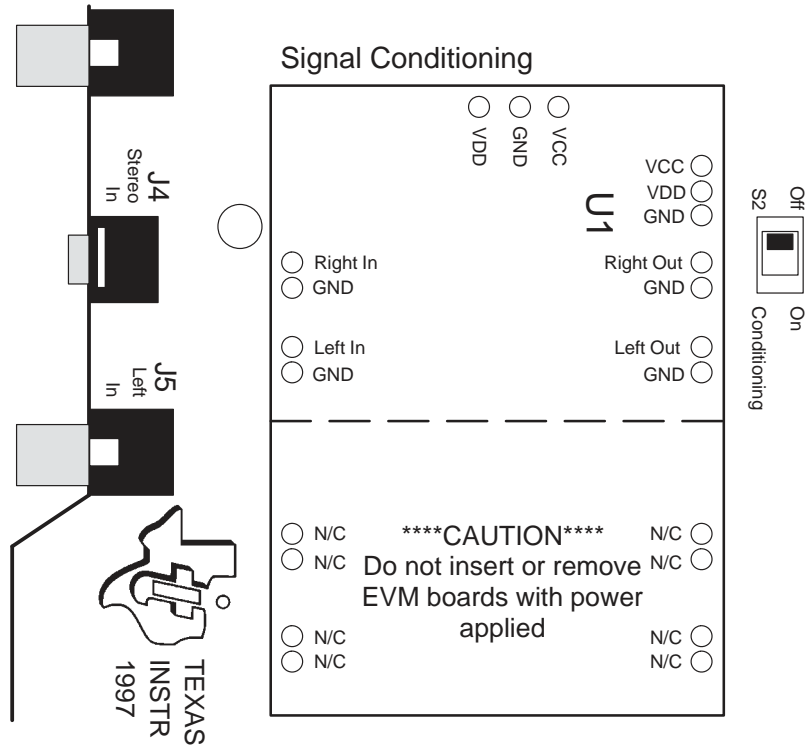 Signal Conditioning
VDD
GND
VCC
U1
VCC
VDD
GND
Right In
GND
Right Out
GND
Left In
GND
Left Out
GND
J4
Stereo
In
J5
Left
In
Off
S2
On
Conditioning
N/C
N/C
N/C
N/C
****CAUTION****
Do not insert or remove
EVM boards with power
applied
N/C
N/C
N/C
N/C
TEXAS
INSTR
1997